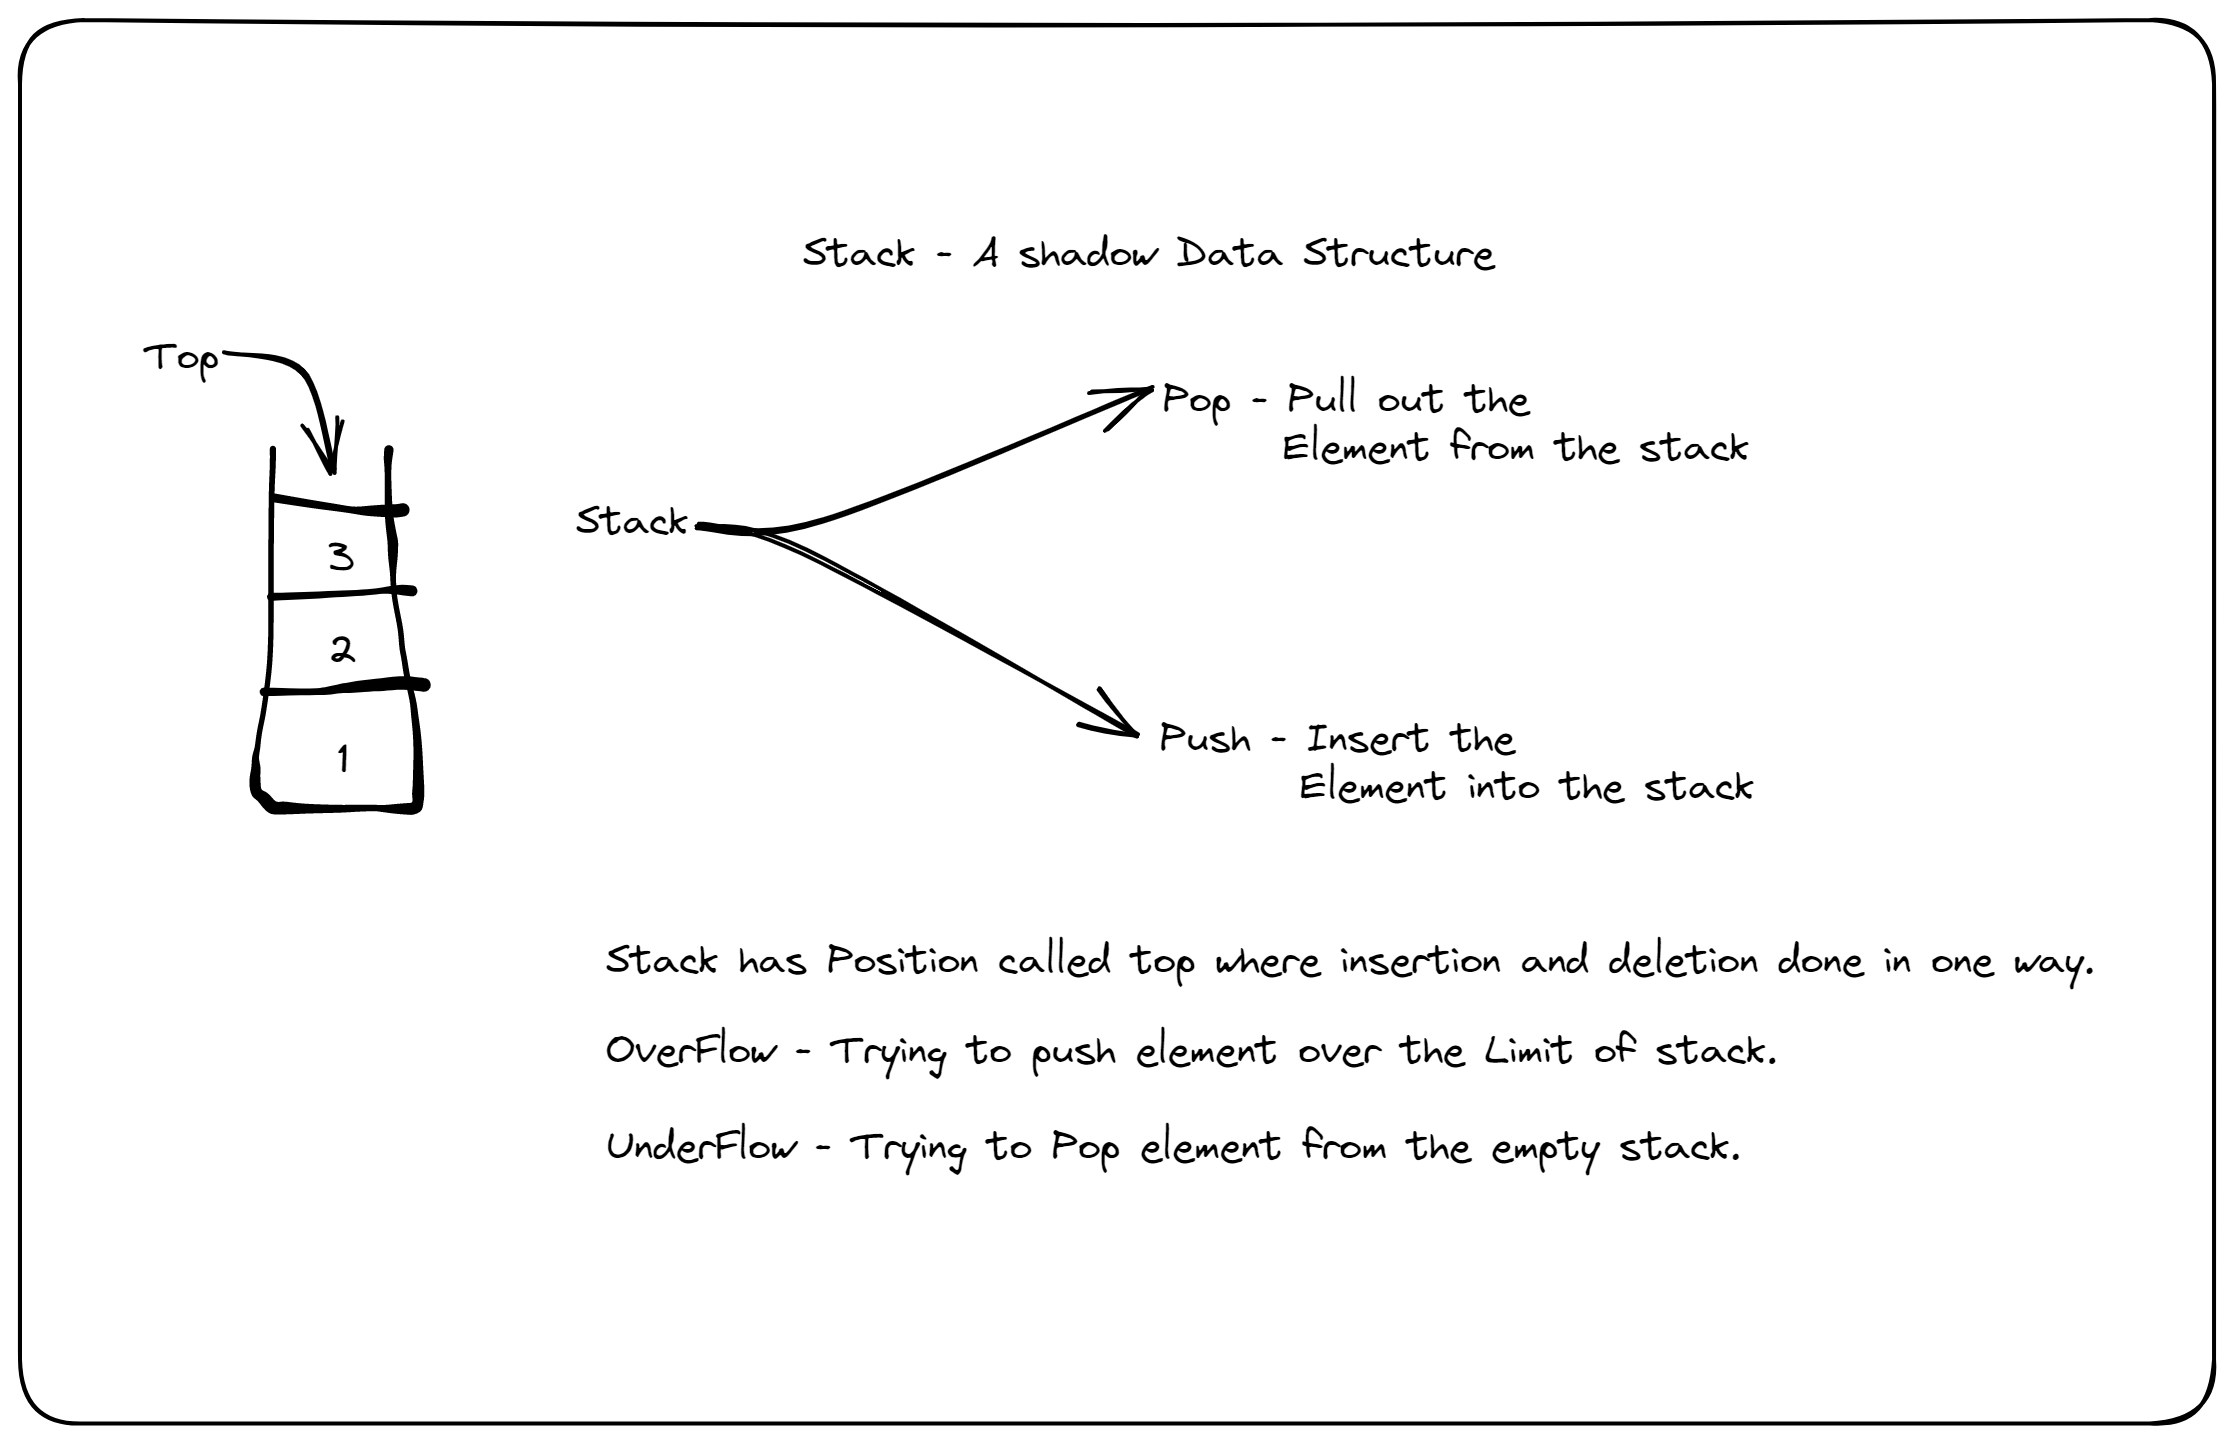 Stack - A shadow Data Structure
Top
Pop - Pull out the
Element from the stack
Stack
3
2
1
Push - Insert the
Element into the stack
Stack has Position called top where insertion and deletion done in one way.
OverFlow - Trying to push element over the Limit of stack.
UnderFlow - Trying to Pop element from the empty stack.